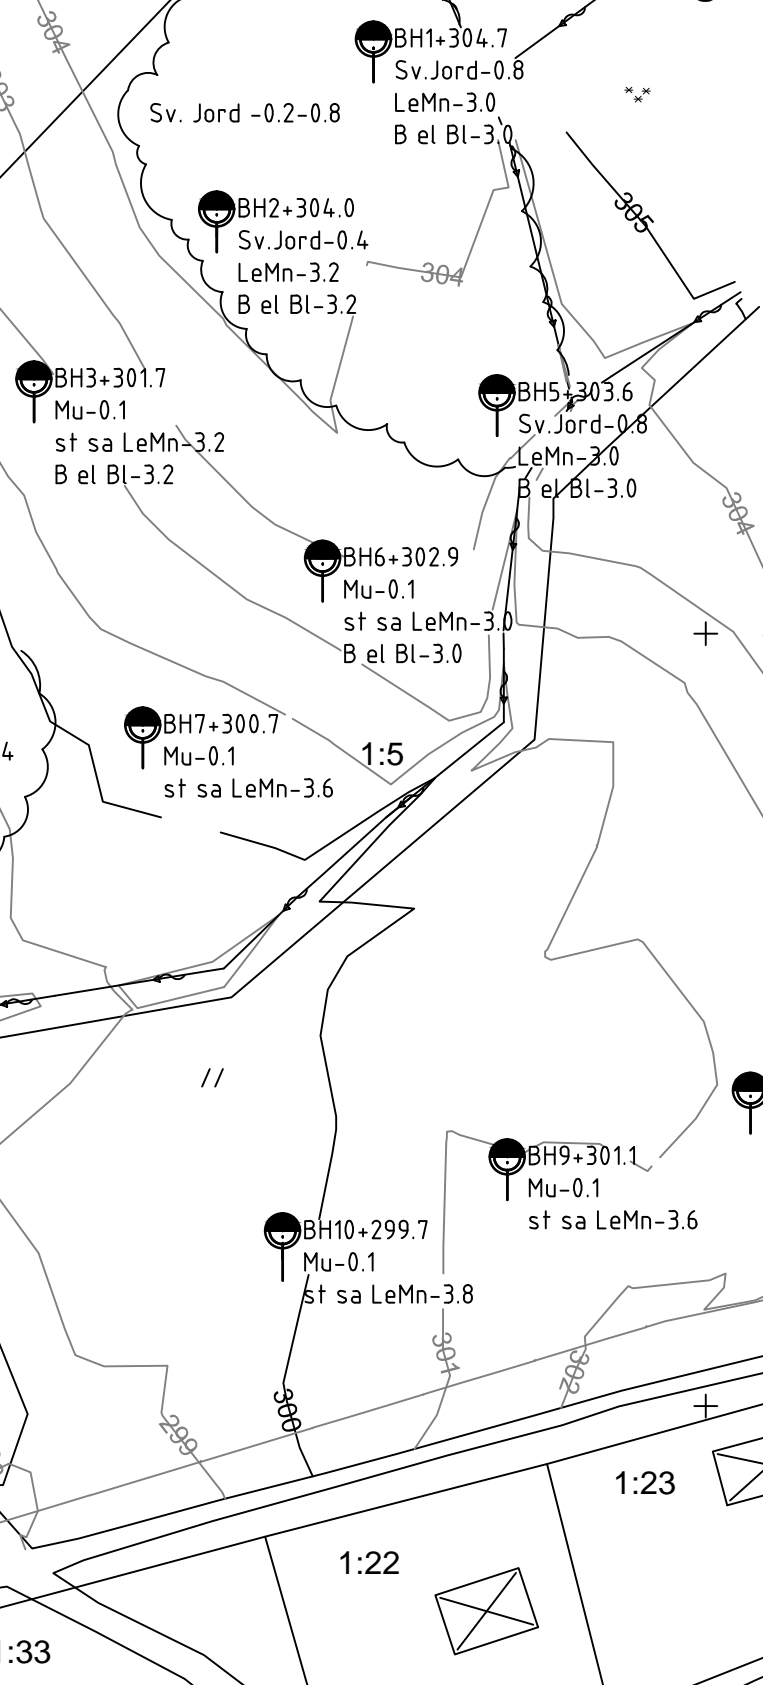 304
BH1+304.7
Sv.Jord-0.8
LeMn-3.0
B el Bl-3.0
Sv. Jord -0.2-0.8
305
BH2+304.0
Sv.Jord-0.4
LeMn-3.2
B el Bl-3.2
304
BH3+301.7
Mu-0.1
st sa LeMn-3.2
B el Bl-3.2
BH5+303.6
Sv.Jord-0.8
LeMn-3.0
B el Bl-3.0
304
BH6+302.9
Mu-0.1
st sa LeMn-3.0
B el Bl-3.0
BH7+300.7
Mu-0.1
st sa LeMn-3.6
1:5
4
//
BH9+301.1
Mu-0.1
st sa LeMn-3.6
BH10+299.7
Mu-0.1
st sa LeMn-3.8
301
302
300
299
1:23
1:22
:33